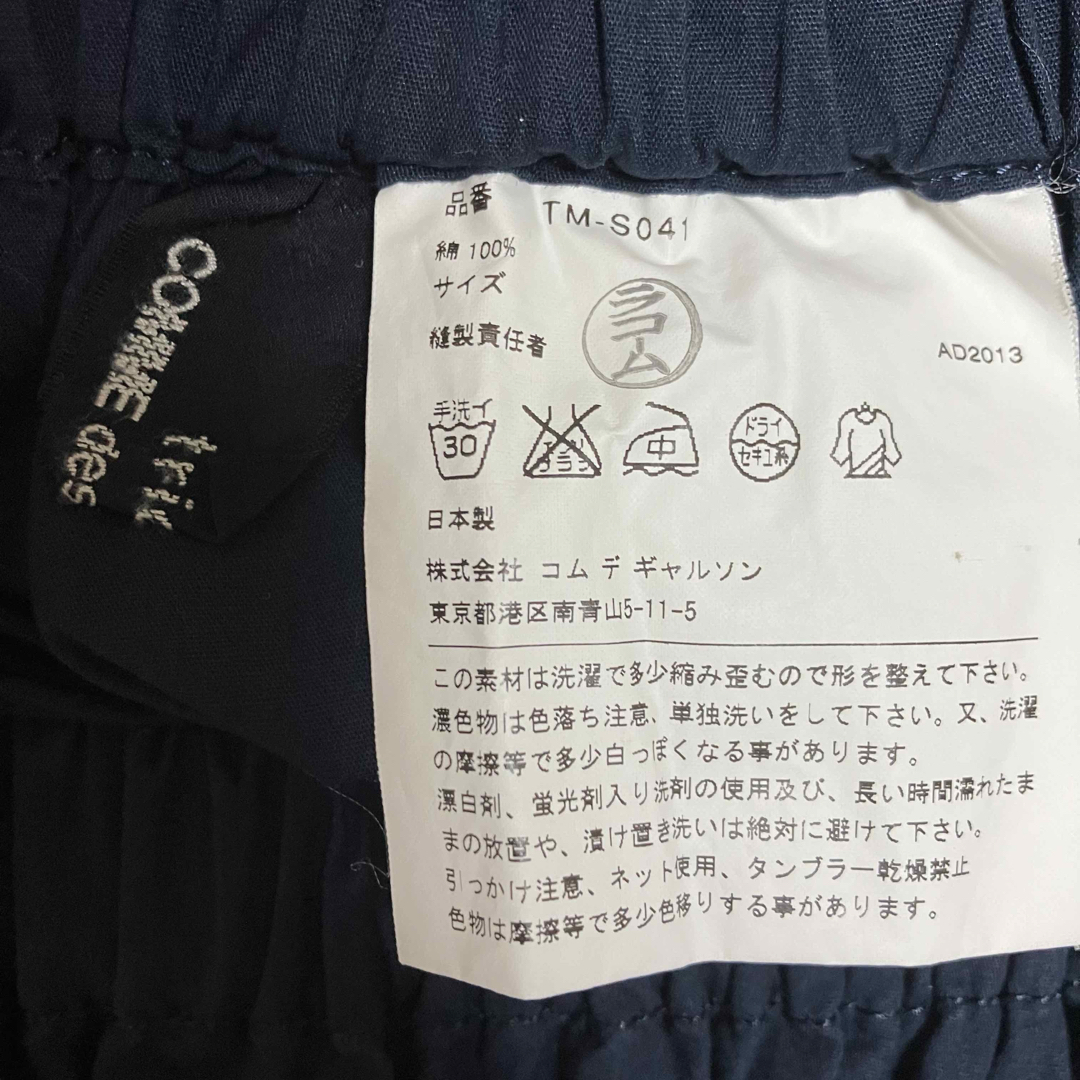 COMME des
tric
品番 TM-S041
綿 100%
サイズ
縫製責任者
ラコーム
AD2013
手洗イ
30
エンソ
サラシ
中
ドライ
セキユ系
日本製
株式会社 コム デ ギャルソン
東京都港区南青山5-11-5
この素材は洗濯で多少縮み歪むので形を整えて下さい。
濃色物は色落ち注意、単独洗いをして下さい。又、洗濯
の摩擦等で多少白っぽくなる事があります。
漂白剤、蛍光剤入り洗剤の使用及び、長い時間濡れたま
まの放置や、漬け置き洗いは絶対に避けて下さい。
引っかけ注意、ネット使用、タンブラー乾燥禁止
色物は摩擦等で多少色移りする事があります。